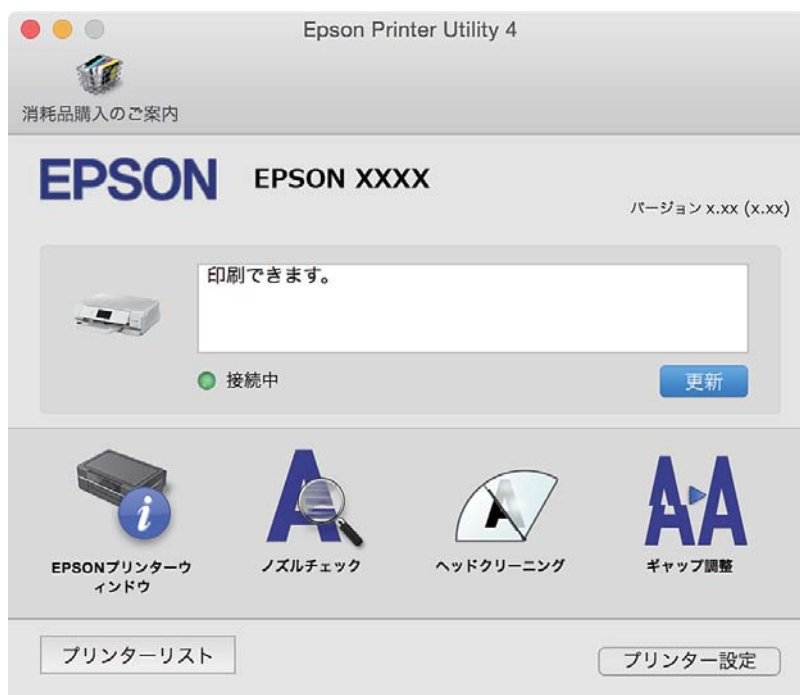 Epson Printer Utility 4
消耗品購入のご案内
EPSON EPSON XXXX
バージョン x.xx (x.xx)
印刷できます。
接続中 更新
EPSONプリンターウ
ィンドウ
ノズルチェック
ヘッドクリーニング
ギャップ調整
プリンターリスト プリンター設定